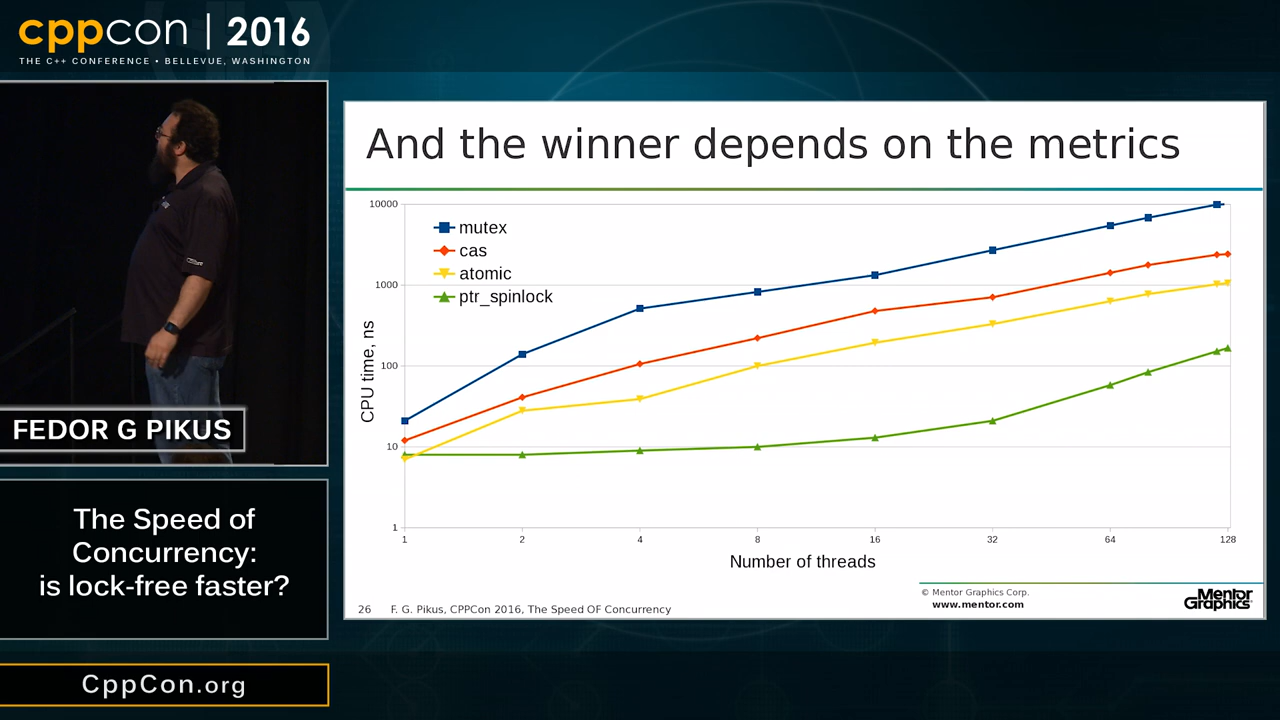 cppcon | 2016
THE C++ CONFERENCE • BELLEVUE, WASHINGTON
FEDOR G PIKUS
The Speed of
Concurrency:
is lock-free faster?
CppCon.org
And the winner depends on the metrics
10000
1000
100
10
1
CPU time, ns
mutex
cas
atomic
ptr_spinlock
1 2 4 8 16 32 64 128
Number of threads
© Mentor Graphics Corp.
www.mentor.com
26 F. G. Pikus, CPPCon 2016, The Speed OF Concurrency
Mentor
Graphics